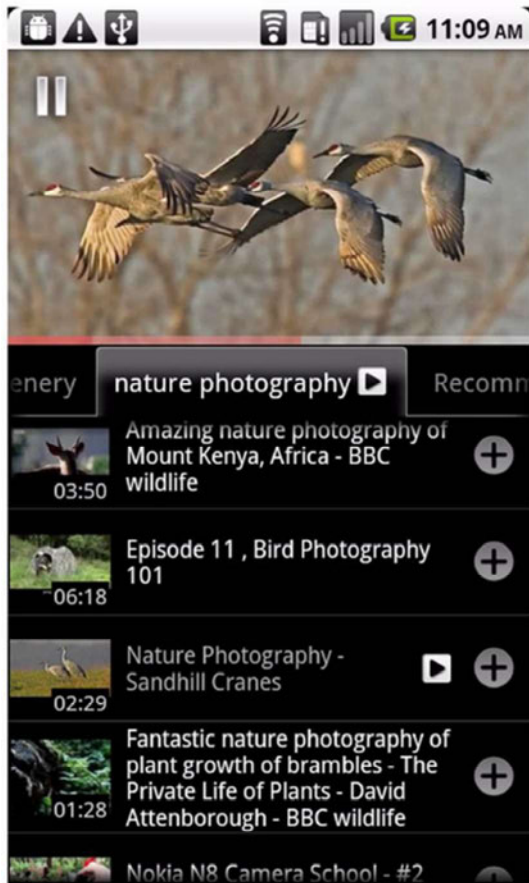 11:09 AM
enery
nature photography
Recomm
Amazing nature photography of
Mount Kenya, Africa - BBC
wildlife
03:50
Episode 11 , Bird Photography
101
06:18
Nature Photography -
Sandhill Cranes
02:29
Fantastic nature photography of
plant growth of brambles - The
Private Life of Plants - David
Attenborough - BBC wildlife
01:28
Nokia N8 Camera School - #2